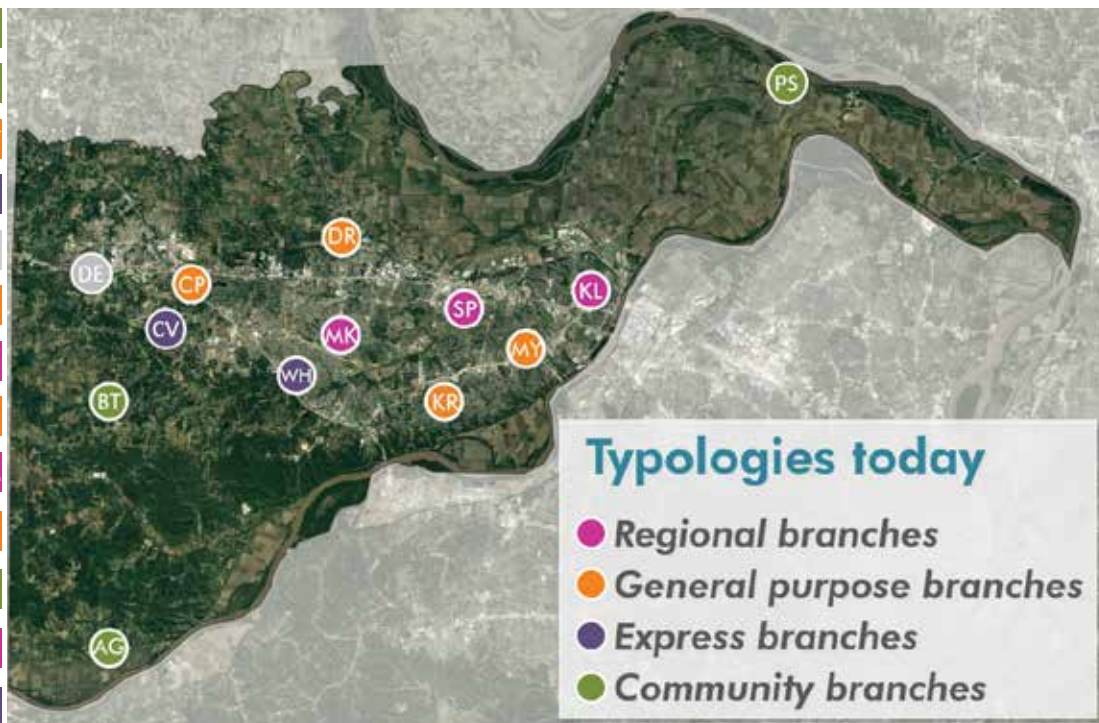 PS
DR
DE
CP
KL
SP
CV
MK
MY
WH
BT
KR
Typologies today
Regional branches
General purpose branches
Express branches
Community branches
AG